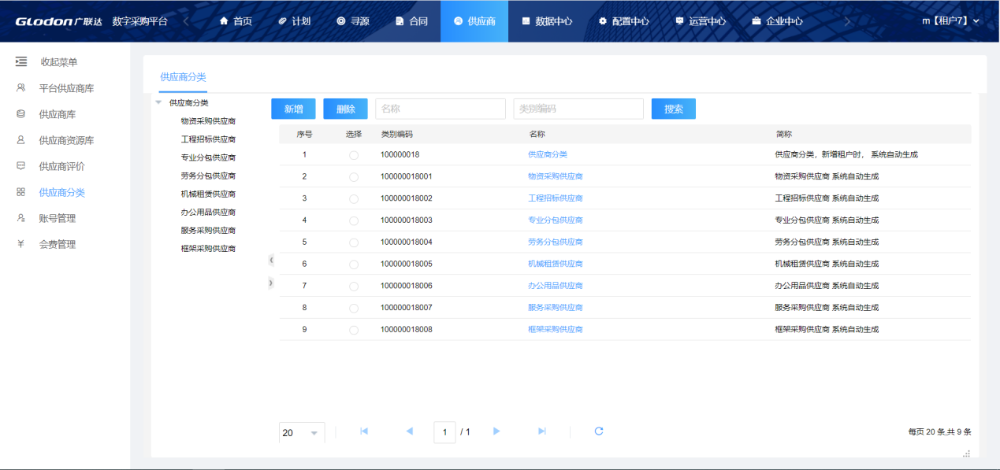 GLODON广联达 数字采购平台 首页 计划 寻源 合同 供应商 数据中心 配置中心 运营中心 企业中心 m【租户7】
收起菜单
平台供应商库
供应商库
供应商资源库
供应商评价
供应商分类
账号管理
会费管理
供应商分类
供应商分类
物资采购供应商
工程招标供应商
专业分包供应商
劳务分包供应商
机械租赁供应商
办公用品供应商
服务采购供应商
框架采购供应商
新增 删除 名称 类别编码 搜索
序号 选择 类别编码 名称 简称
1 100000018 供应商分类 供应商分类，新增租户时， 系统自动生成
2 100000018001 物资采购供应商 物资采购供应商 系统自动生成
3 100000018002 工程招标供应商 工程招标供应商 系统自动生成
4 100000018003 专业分包供应商 专业分包供应商 系统自动生成
5 100000018004 劳务分包供应商 劳务分包供应商 系统自动生成
6 100000018005 机械租赁供应商 机械租赁供应商 系统自动生成
7 100000018006 办公用品供应商 办公用品供应商 系统自动生成
8 100000018007 服务采购供应商 服务采购供应商 系统自动生成
9 100000018008 框架采购供应商 框架采购供应商 系统自动生成
20 1 / 1 每页 20 条,共 9 条